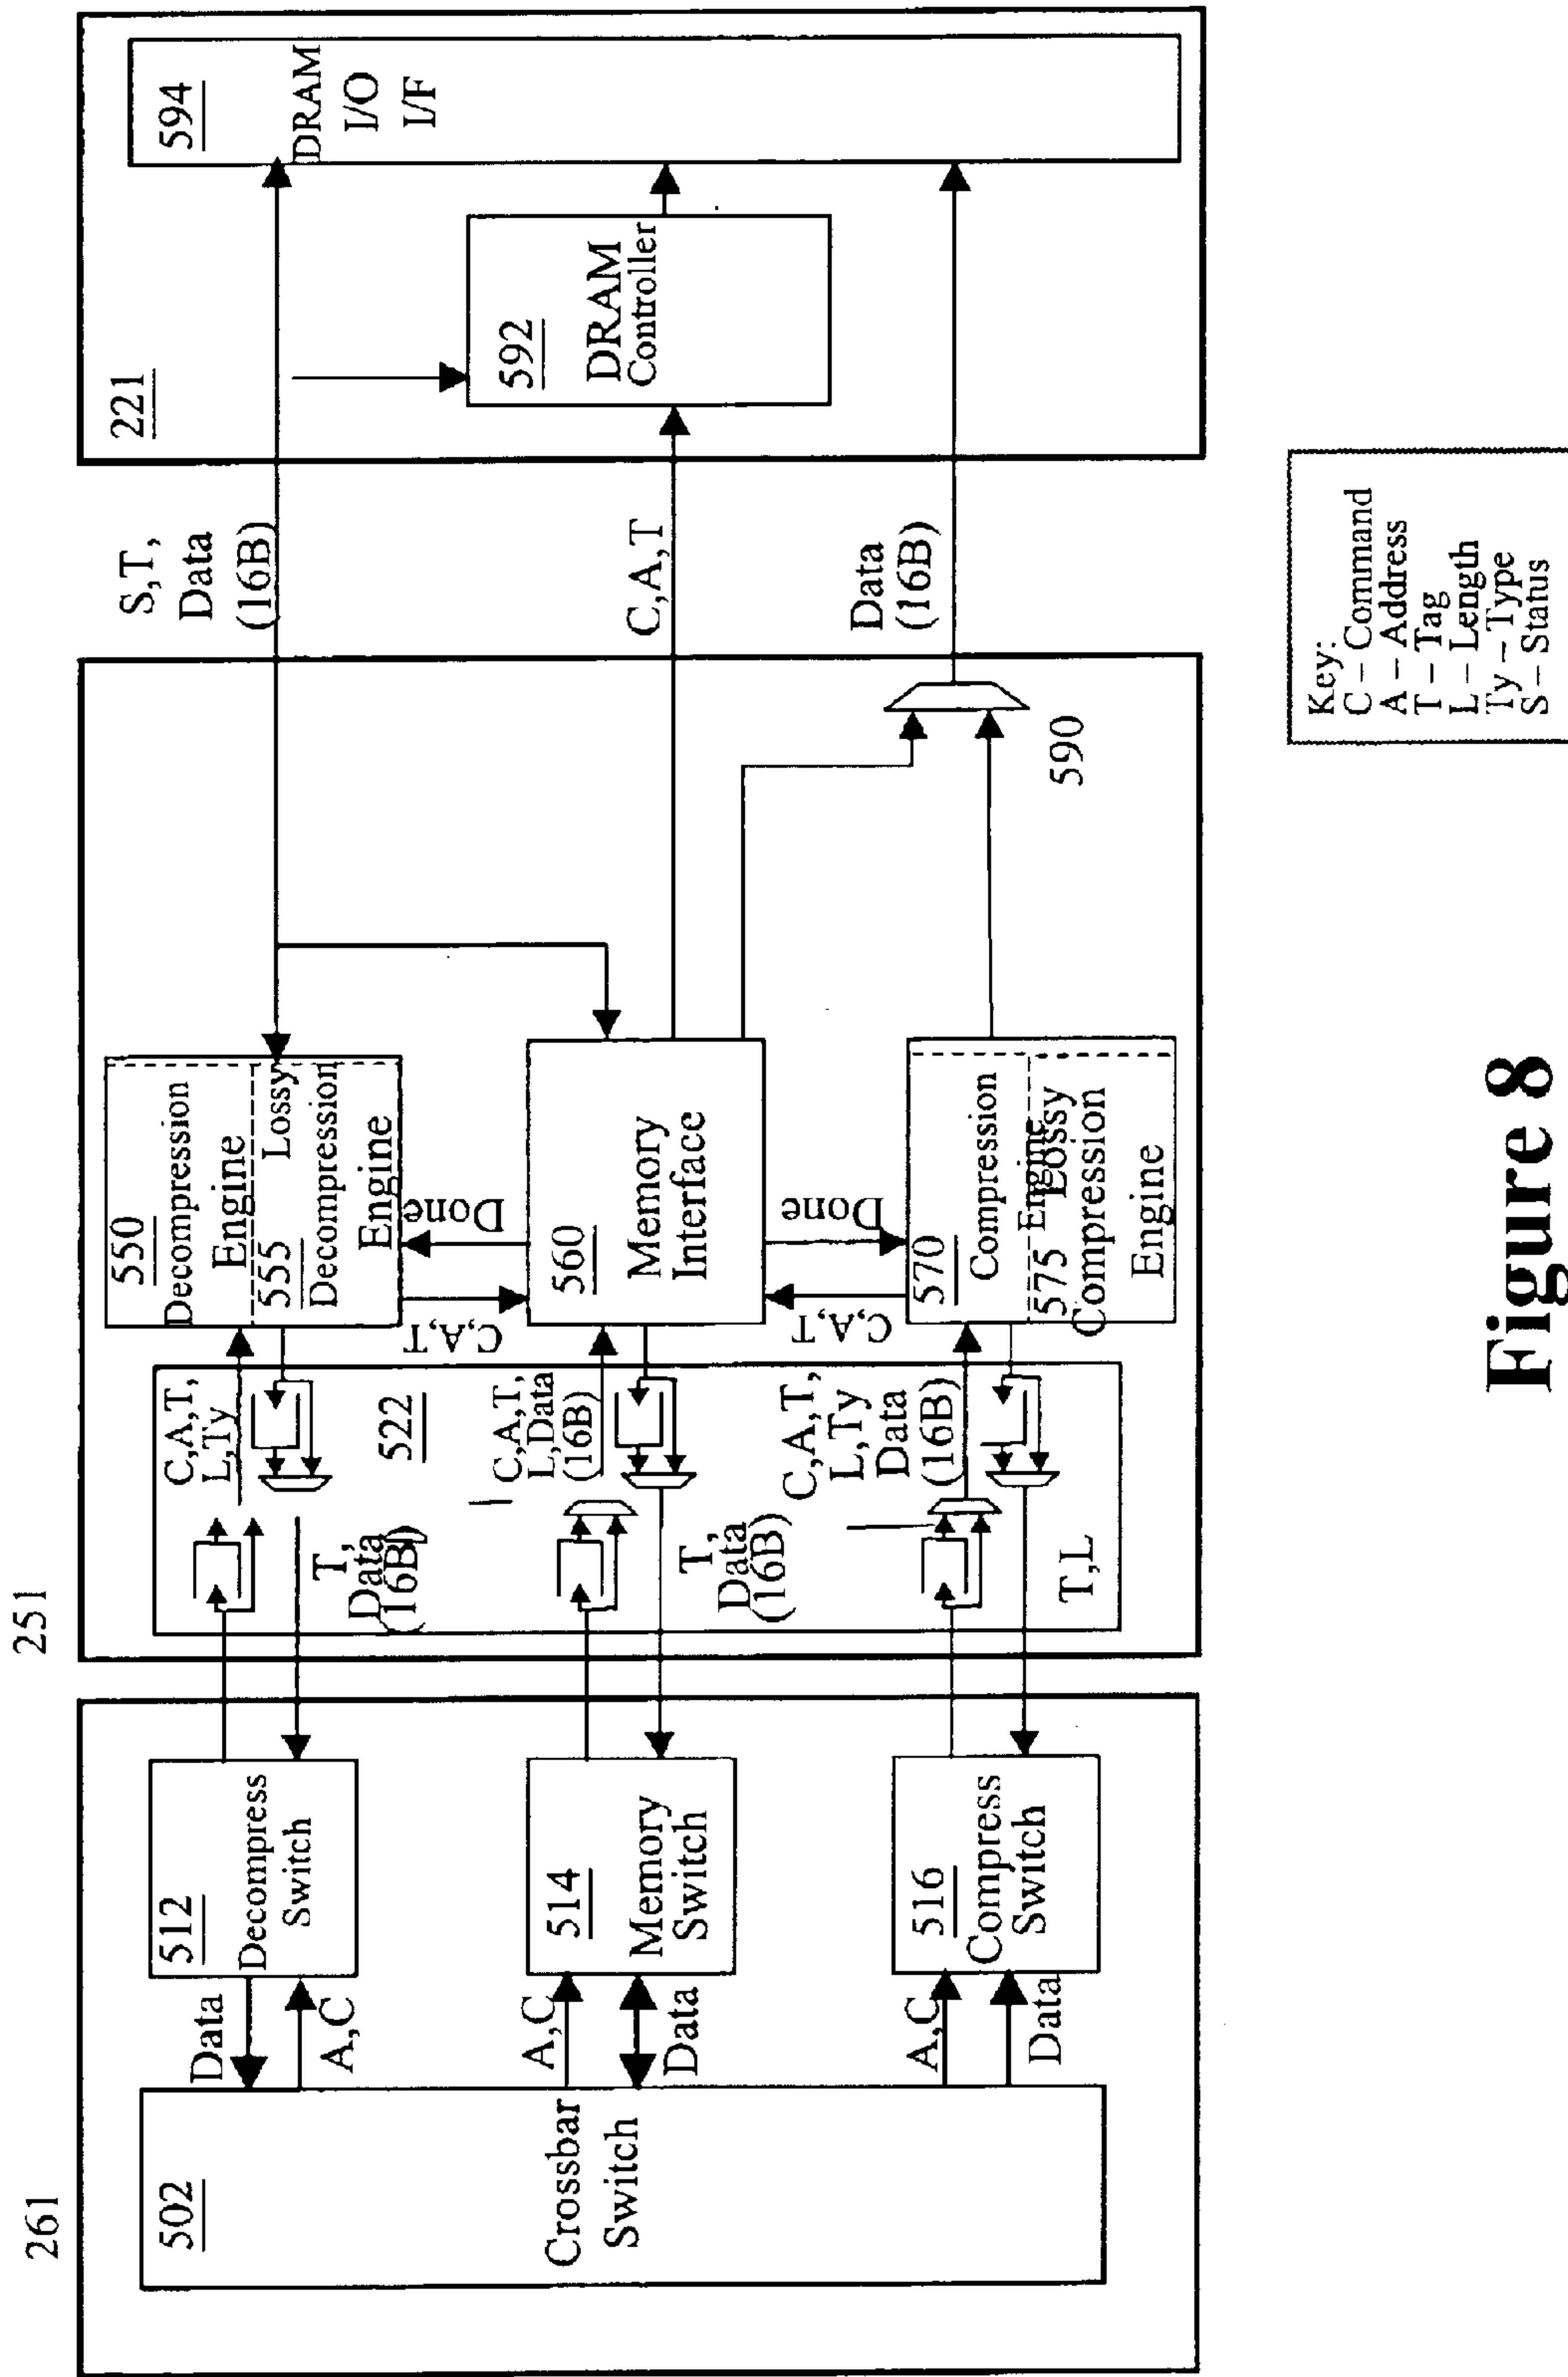 261
251
502
Crossbar
Switch
Data
A,C
A,C
Data
A,C
Data
512
Decompress
Switch
514
Memory
Switch
516
Compress
Switch
T,
Data
(16B)
T,
Data
(16B)
T,L
C,A,T,
L,Ty
522
C,A,T,
L,Data
(16B)
C,A,T,
L,Ty
Data
(16B)
550
Decompression
Engine
555
Lossy
Decompression
Engine
C,A,T
Done
560
Memory
Interface
C,A,T
Done
570
Compression
Engine
575
Lossy
Compression
Engine
590
S,T,
Data
(16B)
C,A,T
Data
(16B)
221
592
DRAM
Controller
594
DRAM
I/O
I/F
Key:
C – Command
A – Address
T – Tag
L – Length
Ty – Type
S – Status
Figure 8